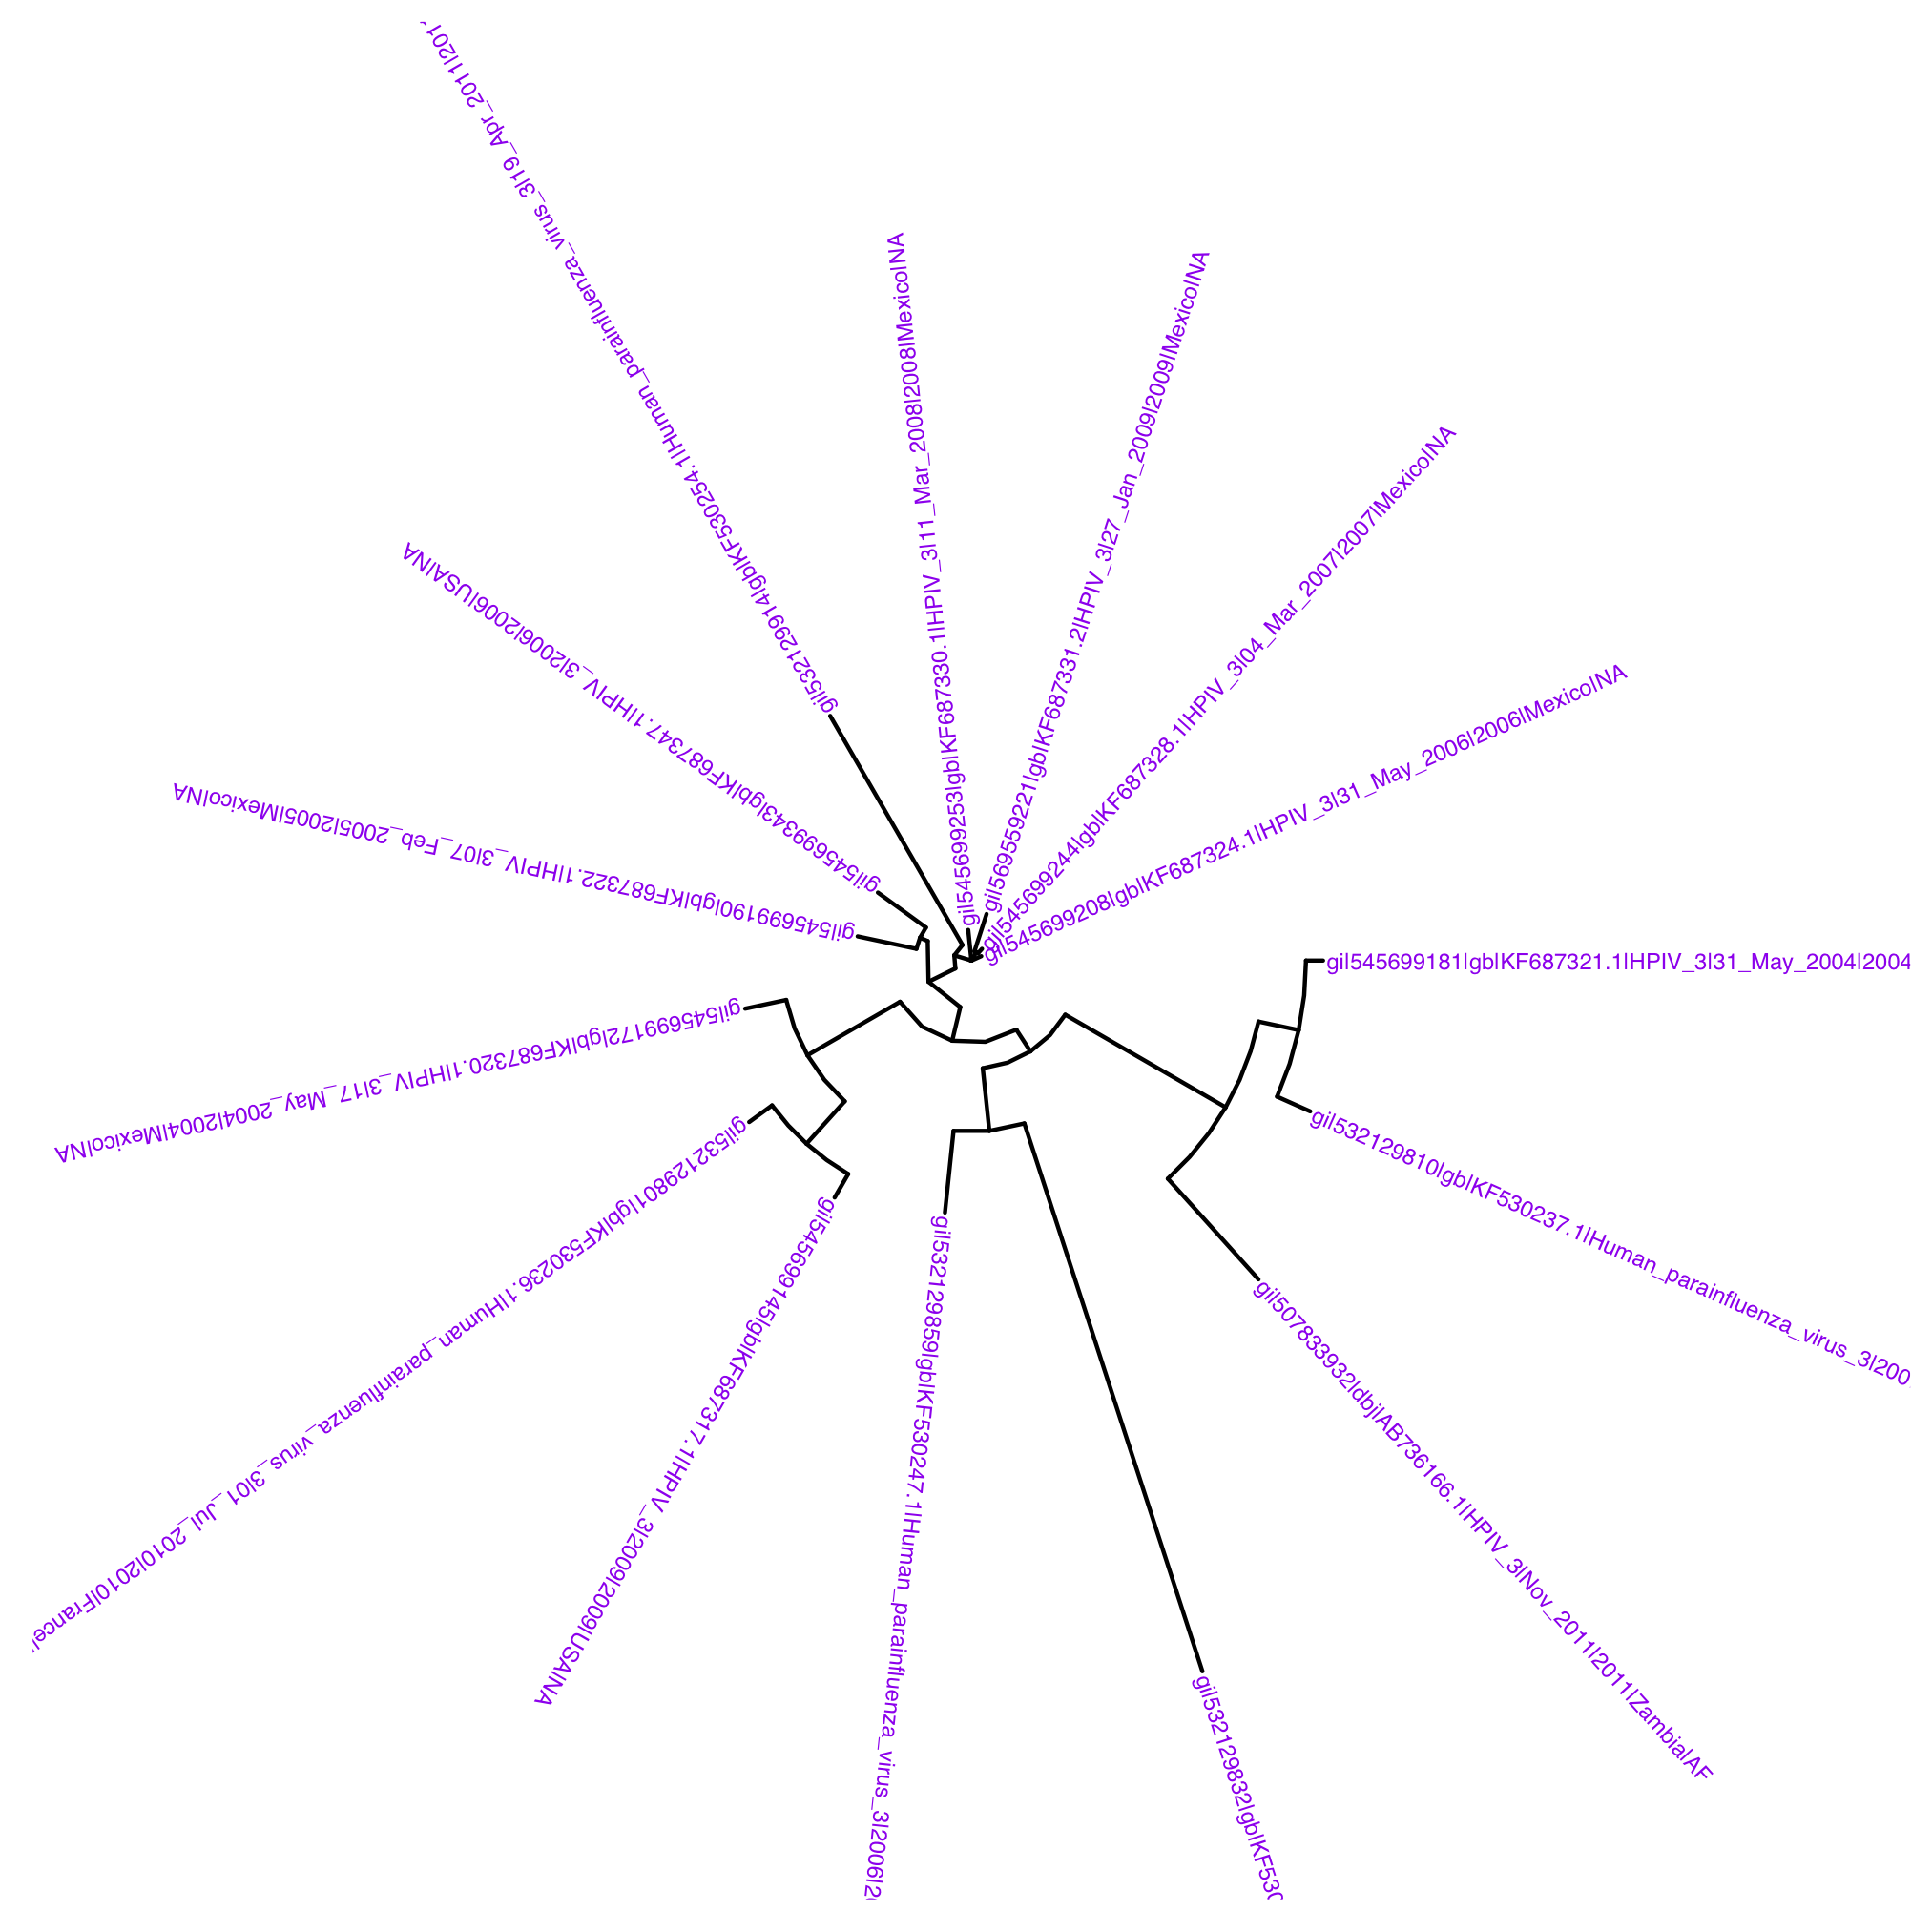 gi|532129914|gb|KF530254.1|Human_parainfluenza_virus_3|19_Apr_2011|201
gi|545699253|gb|KF687330.1|HPIV_3|11_Mar_2008|2008|Mexico|NA
gi|569559221|gb|KF687331.2|HPIV_3|27_Jan_2009|2009|Mexico|NA
gi|545699244|gb|KF687328.1|HPIV_3|04_Mar_2007|2007|Mexico|NA
gi|545699208|gb|KF687324.1|HPIV_3|31_May_2006|2006|Mexico|NA
gi|545699343|gb|KF687347.1|HPIV_3|2006|2006|USA|NA
gi|545699190|gb|KF687322.1|HPIV_3|07_Feb_2005|2005|Mexico|NA
gi|545699181|gb|KF687321.1|HPIV_3|31_May_2004|2004
gi|545699172|gb|KF687320.1|HPIV_3|17_May_2004|2004|Mexico|NA
gi|532129810|gb|KF530237.1|Human_parainfluenza_virus_3|200
gi|532129801|gb|KF530236.1|Human_parainfluenza_virus_3|01_Jul_2010|2010|France|
gi|545699145|gb|KF687317.1|HPIV_3|2009|2009|USA|NA
gi|507833932|dbj|AB736166.1|HPIV_3|Nov_2011|2011|Zambia|AF
gi|532129859|gb|KF530247.1|Human_parainfluenza_virus_3|2006|2
gi|532129832|gb|KF530